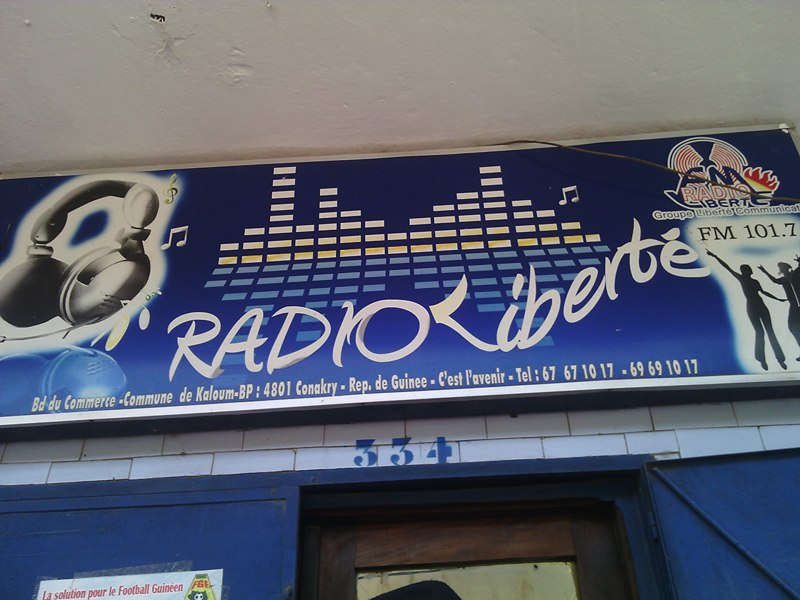 RADIO
LIBERTE
Groupe Liberté Communicat
FM 101.7
RADIO Liberté
Bd du Commerce -Commune de Kaloum-BP : 4801 Conakry - Rep. de Guinee - C'est l'avenir - Tel : 67 67 10 17 - 69 69 10 17
334
La solution pour le Football Guinéen
FGF